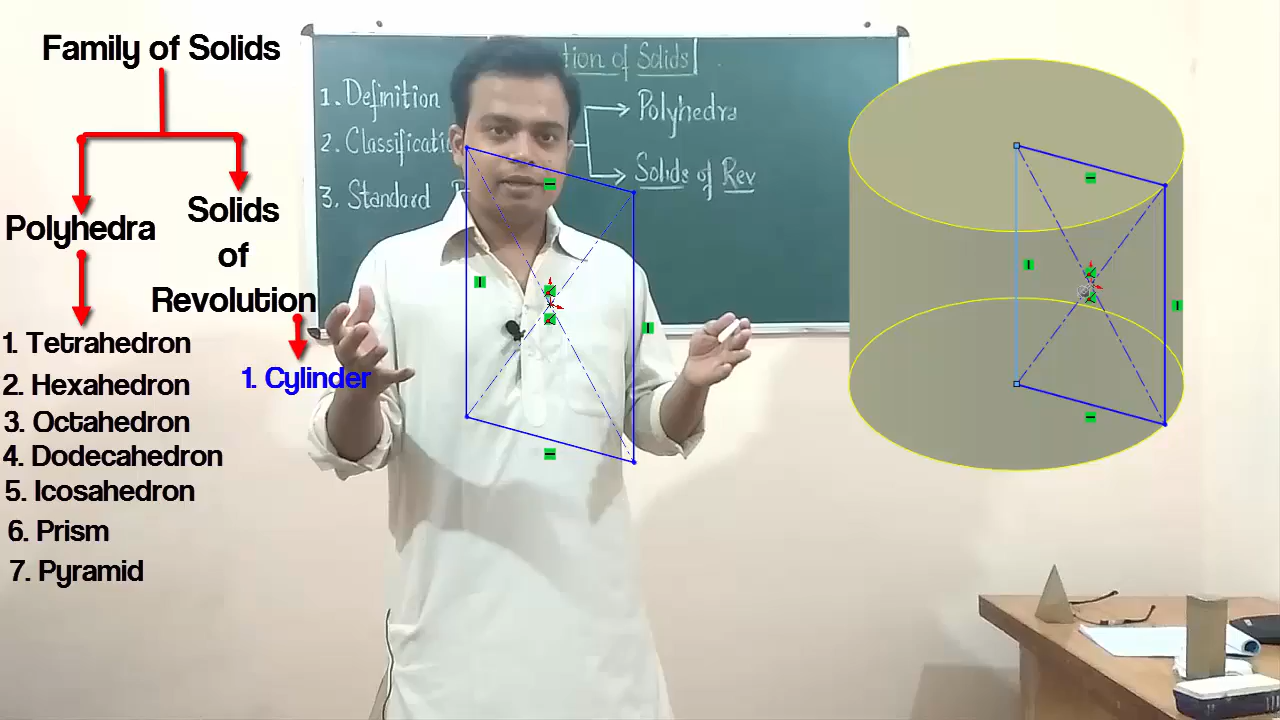 Family of Solids
Polyhedra
Solids
of
Revolution
1. Tetrahedron
2. Hexahedron
3. Octahedron
4. Dodecahedron
5. Icosahedron
6. Prism
7. Pyramid
1. Cylinder
tion of Solids
1. Definition
2. Classificati
3. Standard
Polyhedra
Solids of Rev